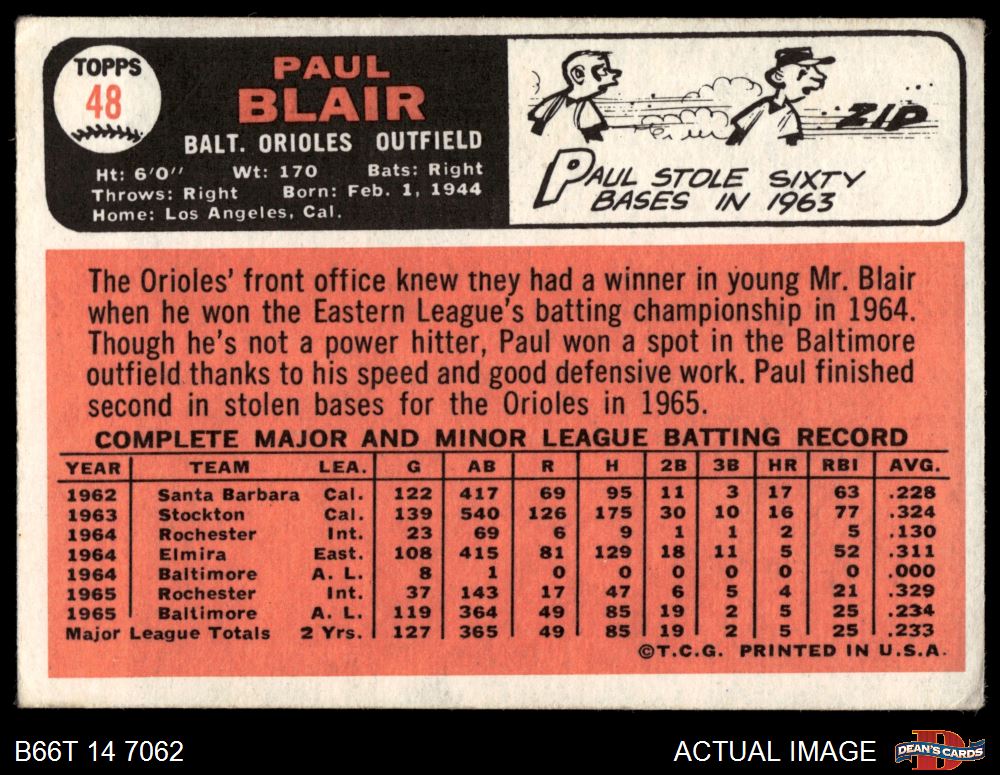 TOPPS
48
PAUL
BLAIR
BALT. ORIOLES OUTFIELD
Ht: 6'0" Wt: 170 Bats: Right
Throws: Right Born: Feb. 1, 1944
Home: Los Angeles, Cal.
ZIP
PAUL STOLE SIXTY
BASES IN 1963
The Orioles' front office knew they had a winner in young Mr. Blair
when he won the Eastern League's batting championship in 1964.
Though he's not a power hitter, Paul won a spot in the Baltimore
outfield thanks to his speed and good defensive work. Paul finished
second in stolen bases for the Orioles in 1965.
COMPLETE MAJOR AND MINOR LEAGUE BATTING RECORD
YEAR TEAM LEA. G AB R H 2B 3B HR RBI AVG.
1962 Santa Barbara Cal. 122 417 69 95 11 3 17 63 .228
1963 Stockton Cal. 139 540 126 175 30 10 16 77 .324
1964 Rochester Int. 23 69 6 9 1 1 2 5 .130
1964 Elmira East. 108 415 81 129 18 11 5 52 .311
1964 Baltimore A. L. 8 1 0 0 0 0 0 0 .000
1965 Rochester Int. 37 143 17 47 6 5 4 21 .329
1965 Baltimore A. L. 119 364 49 85 19 2 5 25 .234
Major League Totals 2 Yrs. 127 365 49 85 19 2 5 25 .233
©T.C.G. PRINTED IN U.S.A.
B66T 14 7062
ACTUAL IMAGE
DEAN'S CARDS